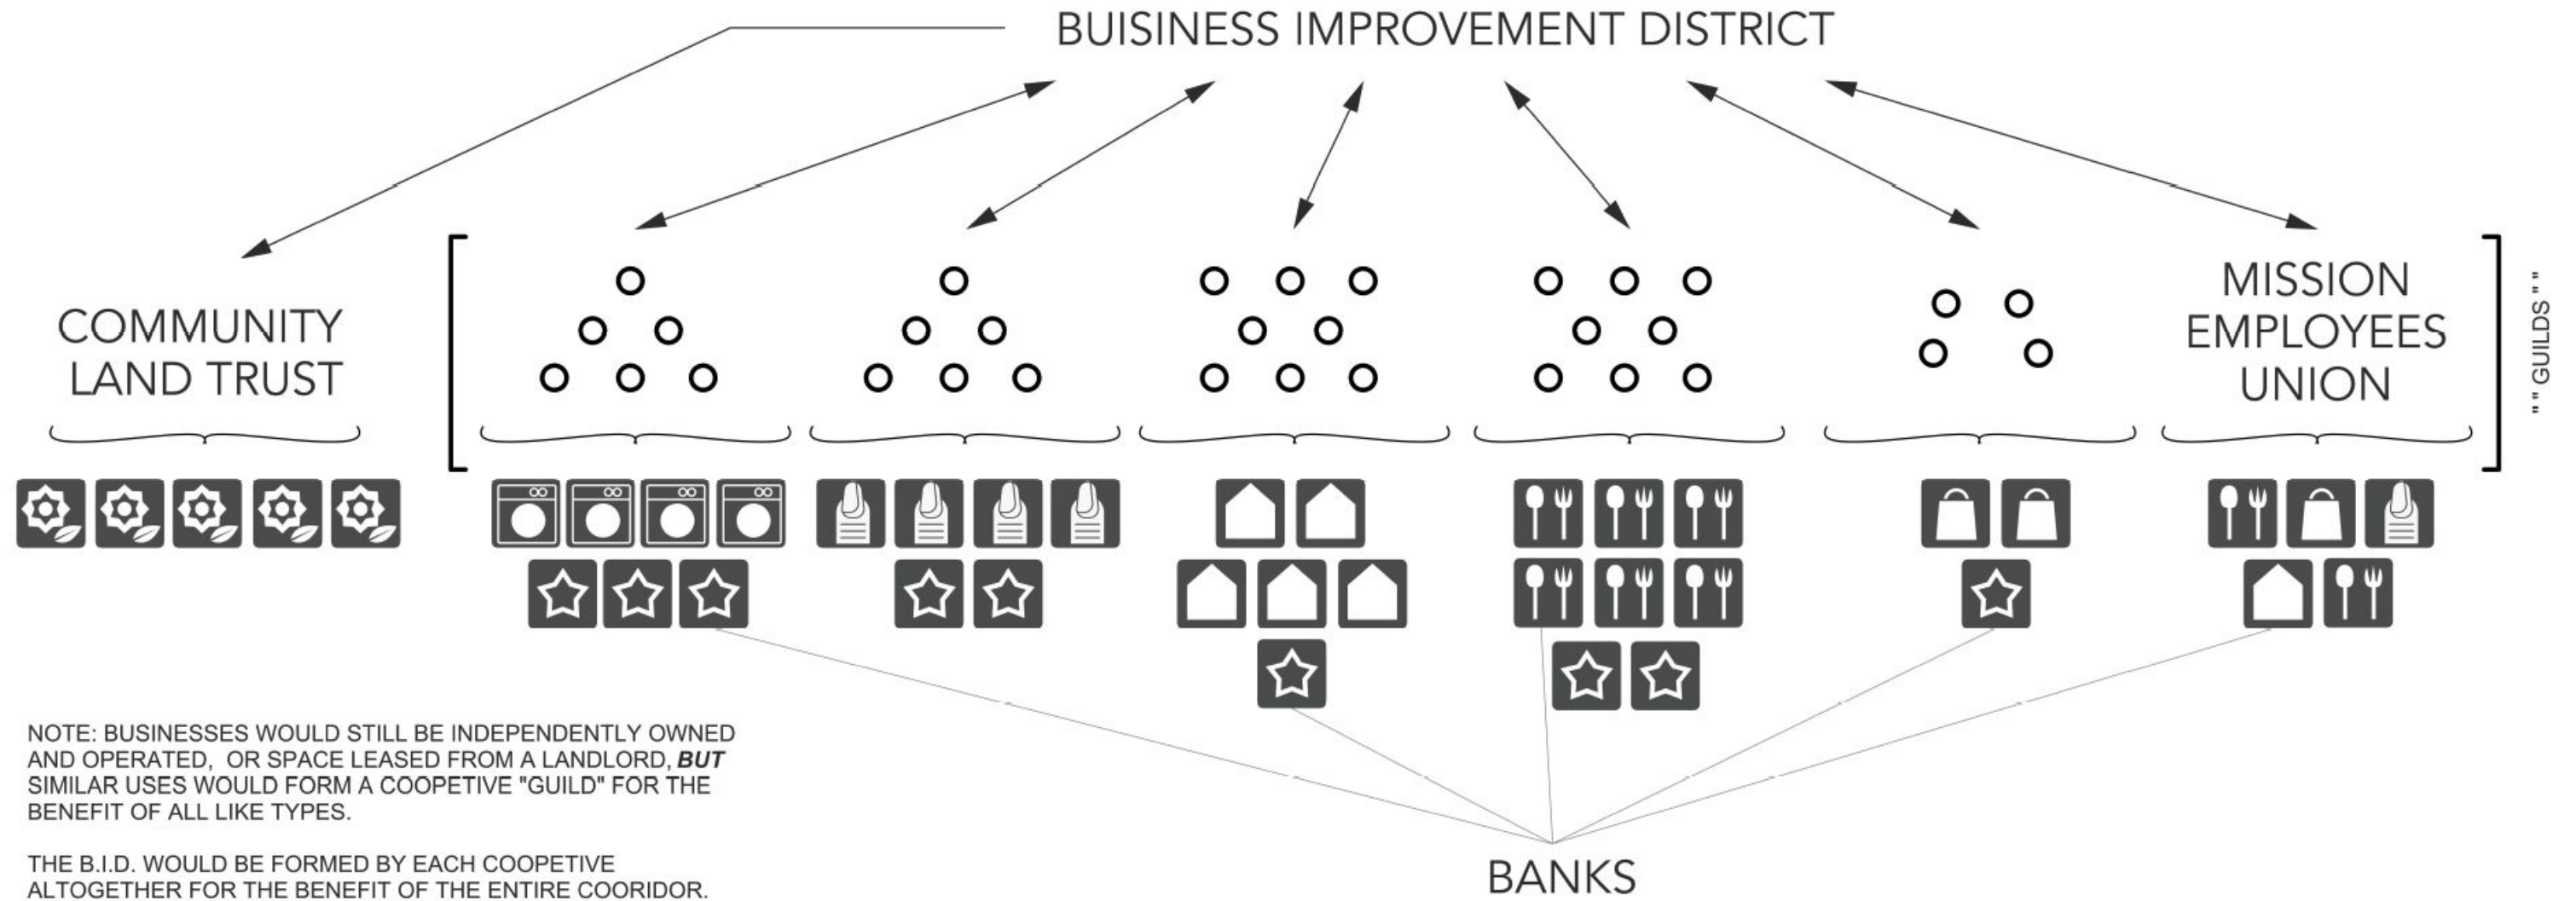 BUISINESS IMPROVEMENT DISTRICT
COMMUNITY
LAND TRUST
MISSION
EMPLOYEES
UNION
" " GUILDS " "
NOTE: BUSINESSES WOULD STILL BE INDEPENDENTLY OWNED
AND OPERATED, OR SPACE LEASED FROM A LANDLORD, BUT
SIMILAR USES WOULD FORM A COOPETIVE "GUILD" FOR THE
BENEFIT OF ALL LIKE TYPES.
THE B.I.D. WOULD BE FORMED BY EACH COOPETIVE
ALTOGETHER FOR THE BENEFIT OF THE ENTIRE COORIDOR.
BANKS